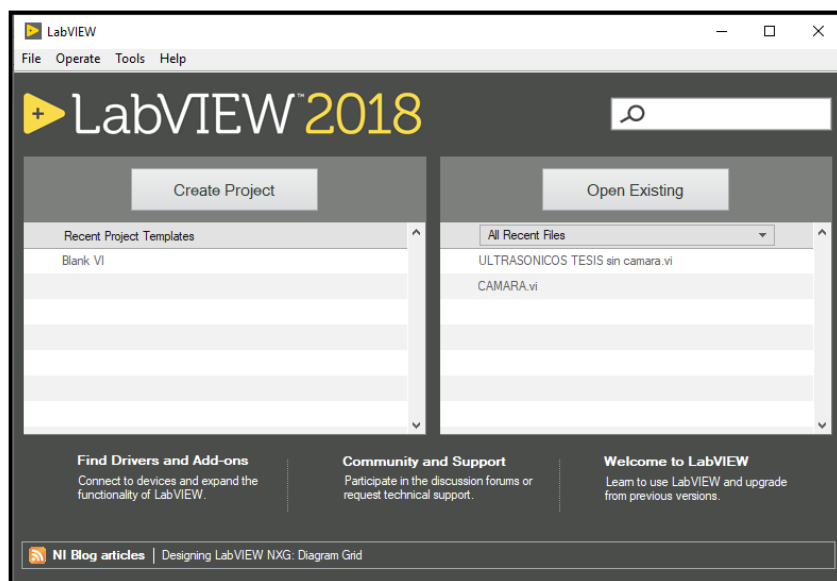 LabVIEW
File Operate Tools Help
LabVIEW™ 2018
Create Project
Open Existing
Recent Project Templates
Blank VI
All Recent Files
ULTRASONICOS TESIS sin camara.vi
CAMARA.vi
Find Drivers and Add-ons
Connect to devices and expand the
functionality of LabVIEW.
Community and Support
Participate in the discussion forums or
request technical support.
Welcome to LabVIEW
Learn to use LabVIEW and upgrade
from previous versions.
NI Blog articles | Designing LabVIEW NXG: Diagram Grid